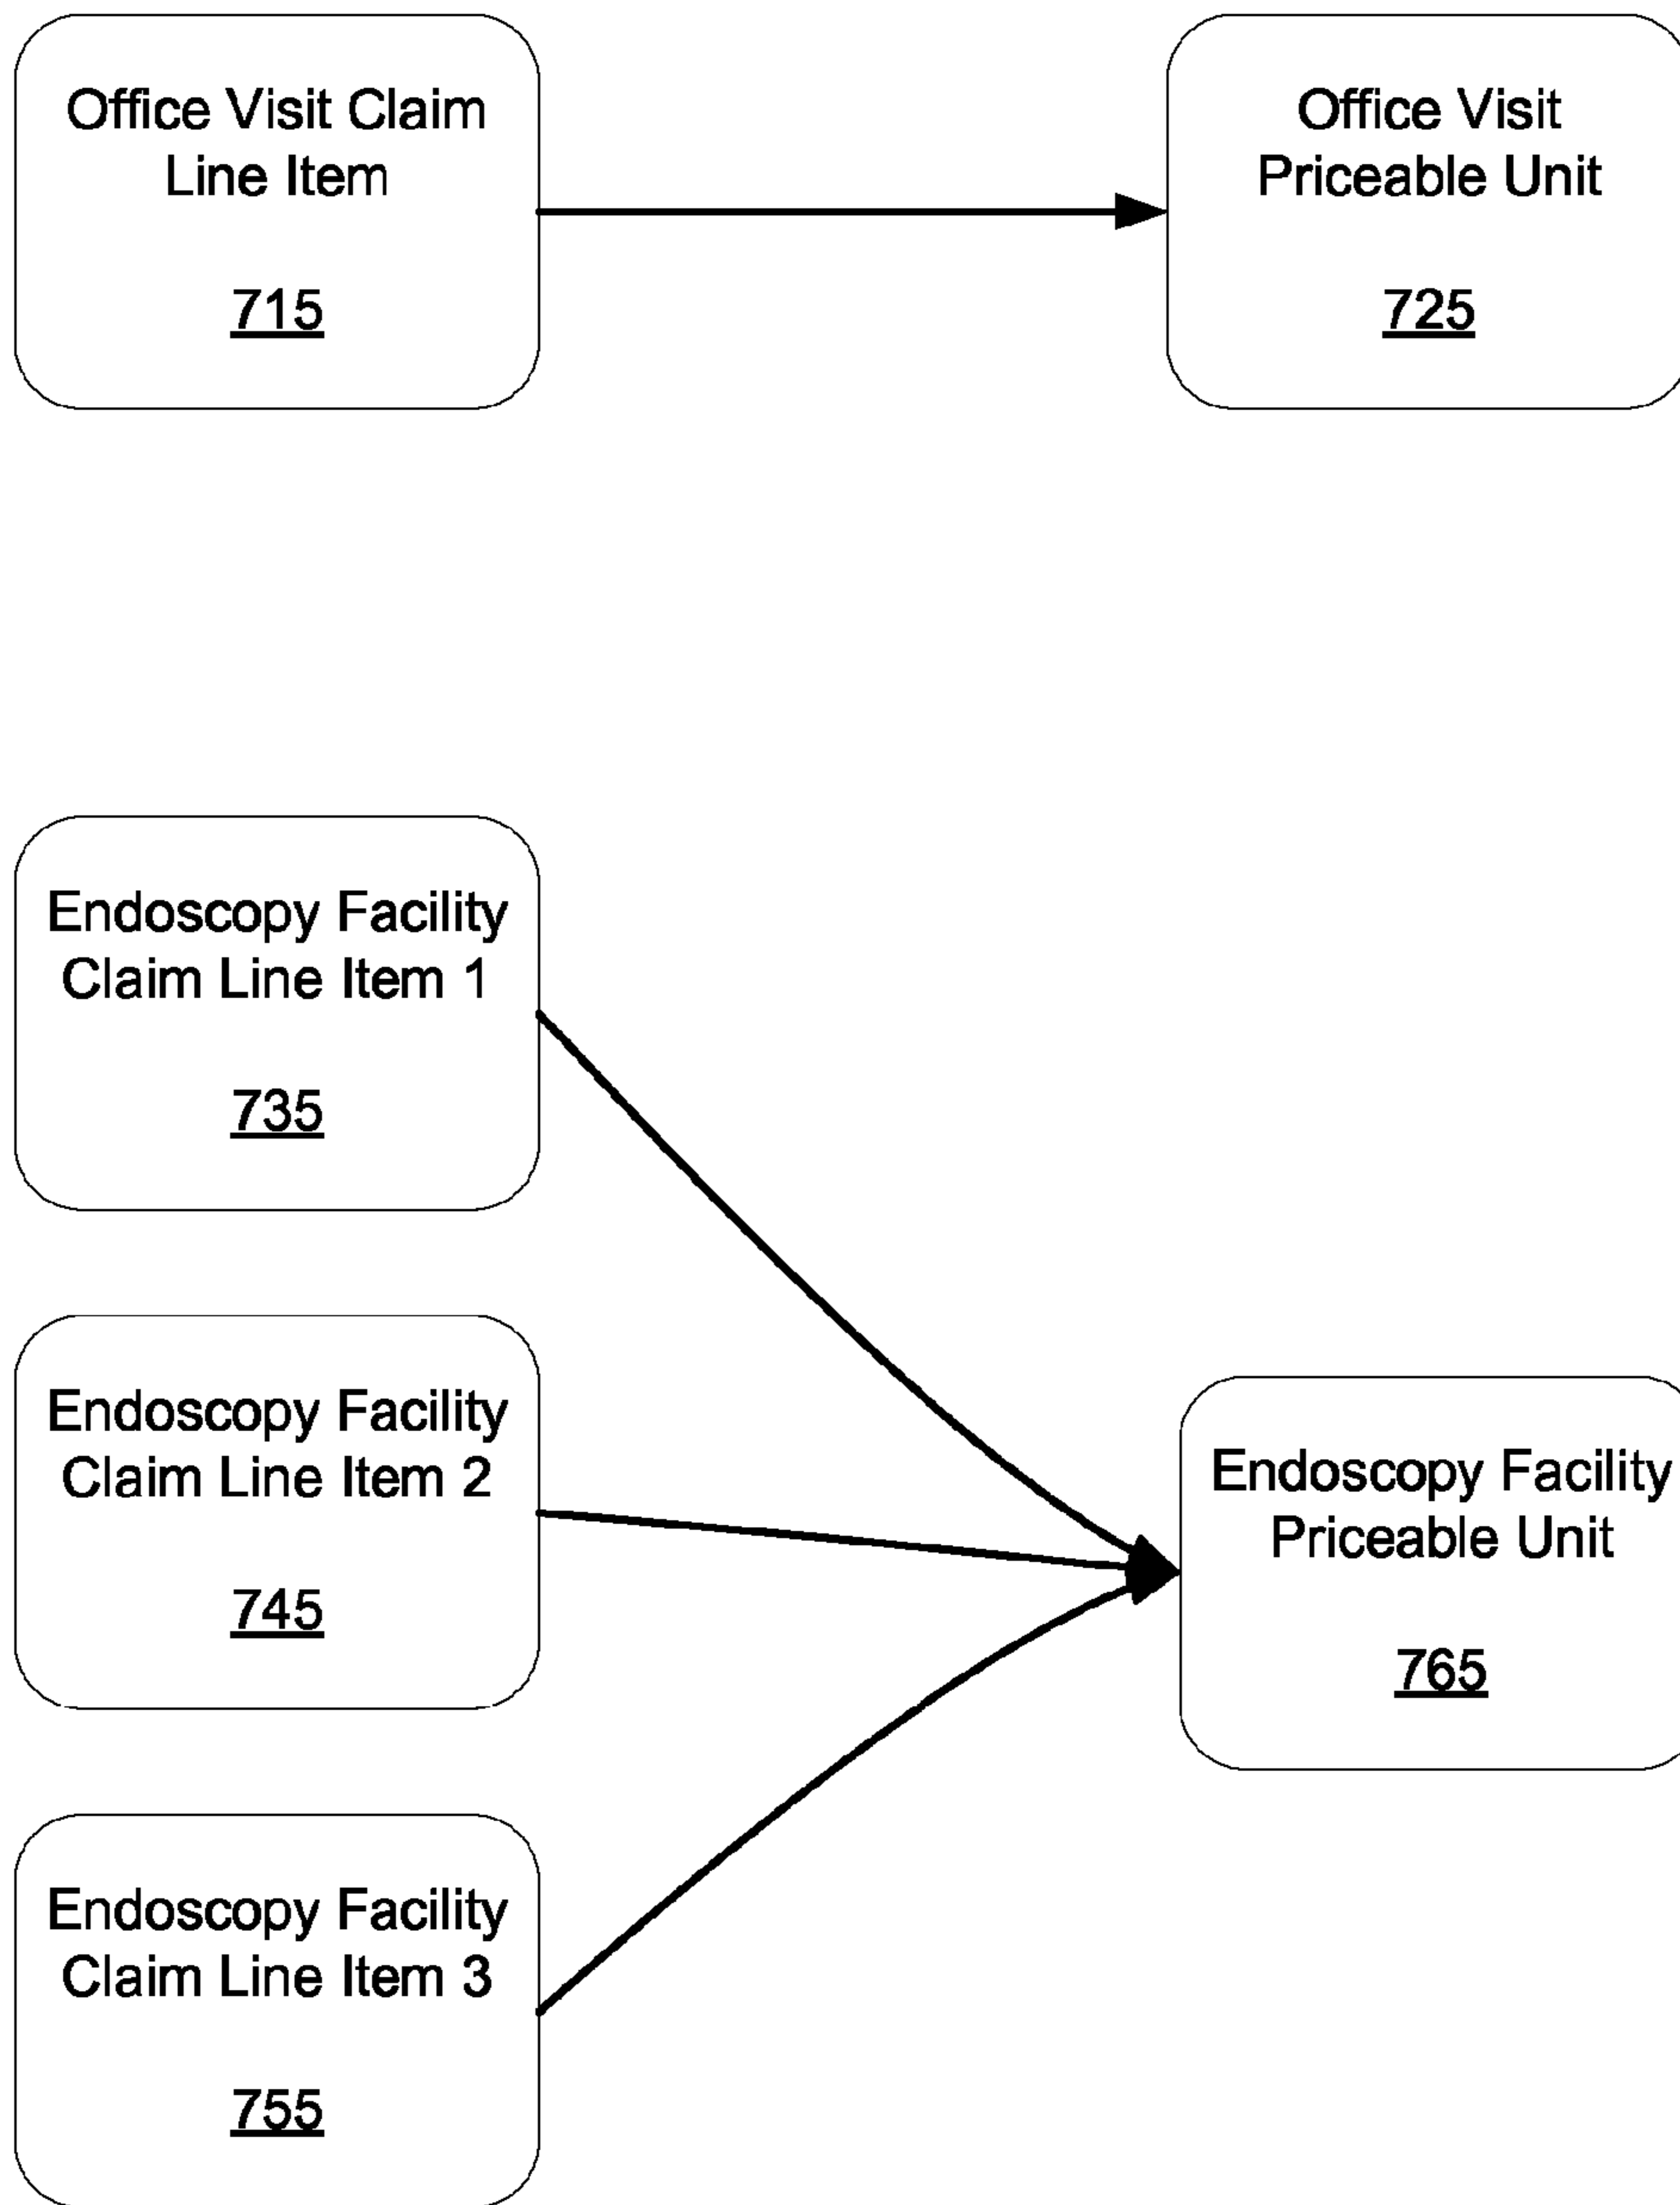 Office Visit Claim
Line Item
715
Office Visit
Priceable Unit
725
Endoscopy Facility
Claim Line Item 1
735
Endoscopy Facility
Claim Line Item 2
745
Endoscopy Facility
Priceable Unit
765
Endoscopy Facility
Claim Line Item 3
755